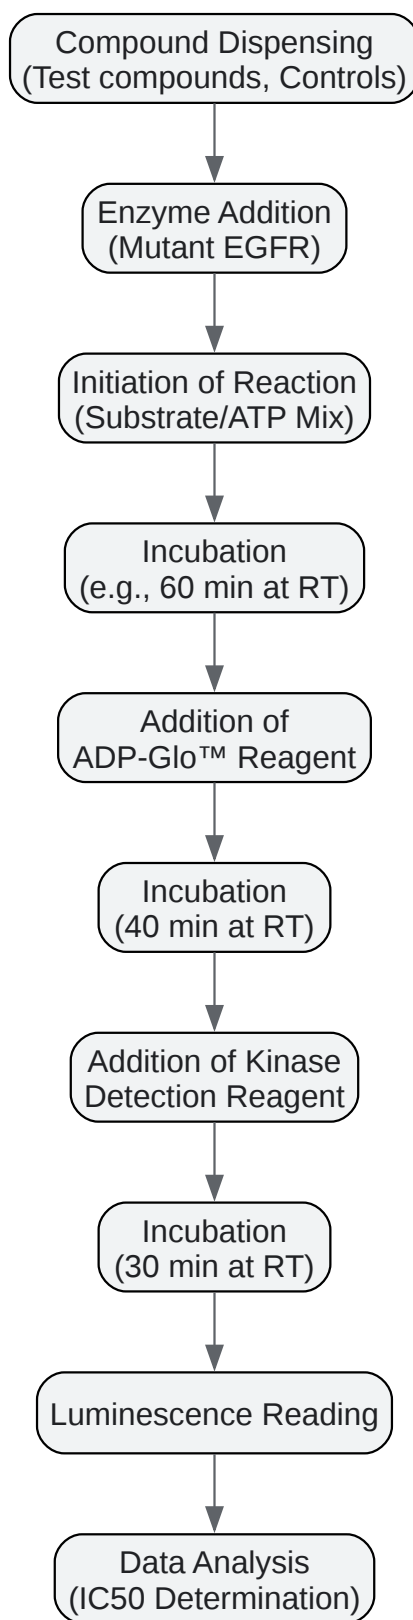 Compound Dispensing
(Test compounds, Controls)
Enzyme Addition
(Mutant EGFR)
Initiation of Reaction
(Substrate/ATP Mix)
Incubation
(e.g., 60 min at RT)
Addition of
ADP-Glo™ Reagent
Incubation
(40 min at RT)
Addition of Kinase
Detection Reagent
Incubation
(30 min at RT)
Luminescence Reading
Data Analysis
(IC50 Determination)